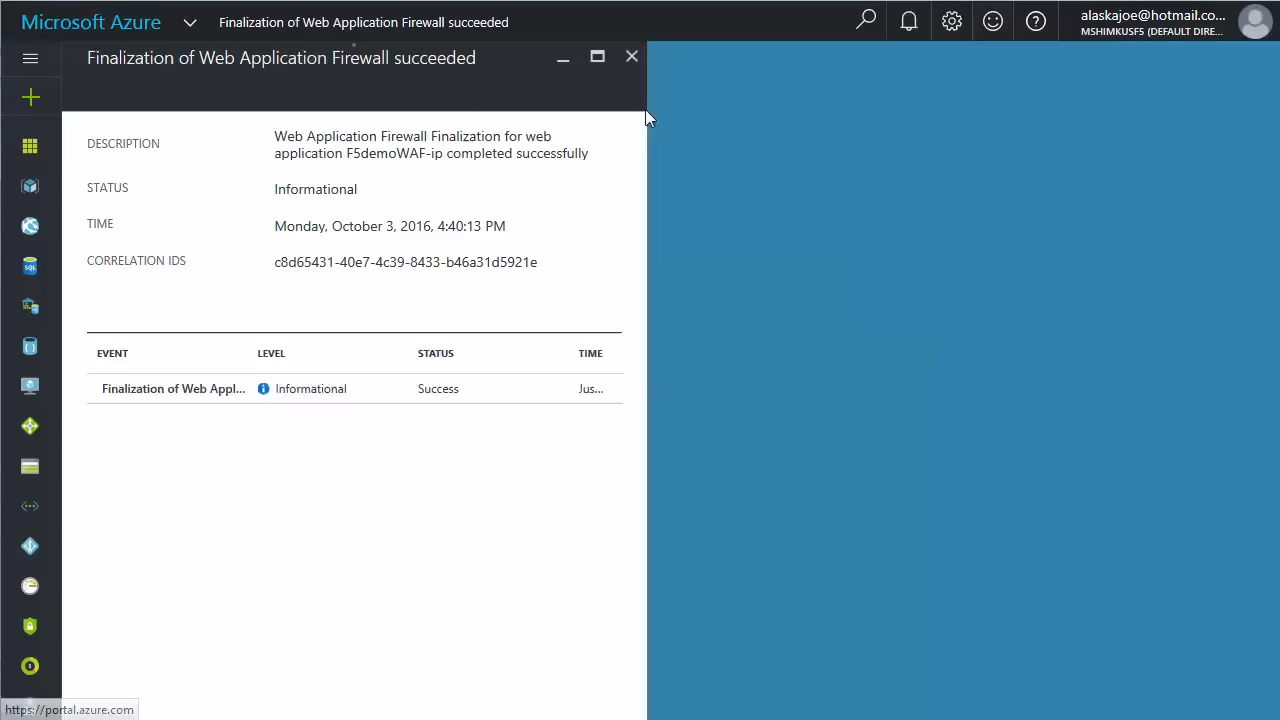 Microsoft Azure
Finalization of Web Application Firewall succeeded
alaskajoe@hotmail.co...
MSHIMKUSF5 (DEFAULT DIRE...
Finalization of Web Application Firewall succeeded
DESCRIPTION
Web Application Firewall Finalization for web
application F5demoWAF-ip completed successfully
STATUS
Informational
TIME
Monday, October 3, 2016, 4:40:13 PM
CORRELATION IDS
c8d65431-40e7-4c39-8433-b46a31d5921e
EVENT LEVEL STATUS TIME
Finalization of Web Appl... Informational Success Jus...
https://portal.azure.com